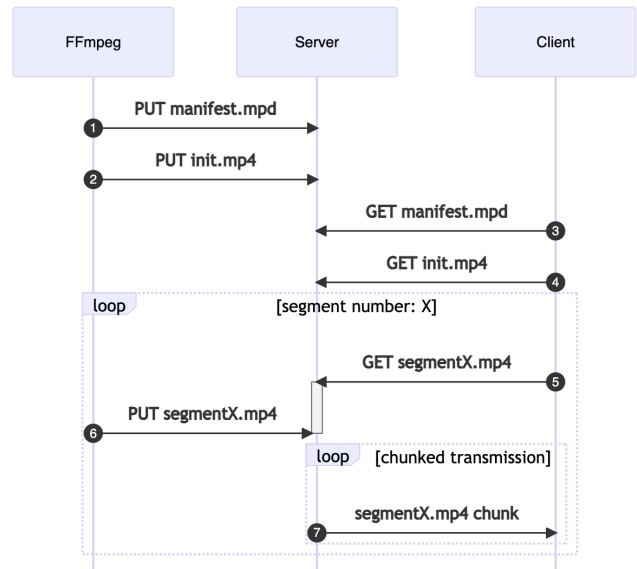 FFmpeg Server Client
PUT manifest.mpd
1
PUT init.mp4
2
GET manifest.mpd
3
GET init.mp4
4
loop [segment number: X]
GET segmentX.mp4
5
PUT segmentX.mp4
6
loop [chunked transmission]
segmentX.mp4 chunk
7